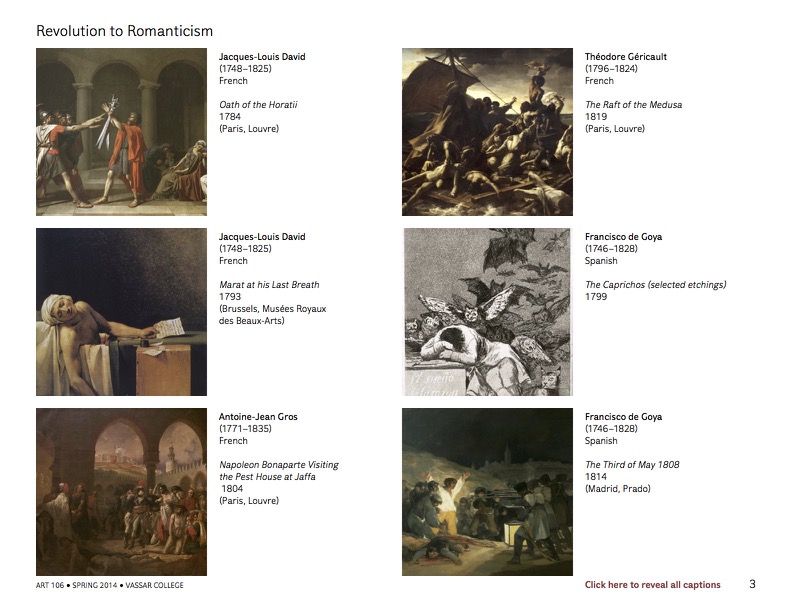 Revolution to Romanticism
Jacques-Louis David
(1748–1825)
French
Oath of the Horatii
1784
(Paris, Louvre)
Théodore Géricault
(1796–1824)
French
The Raft of the Medusa
1819
(Paris, Louvre)
Jacques-Louis David
(1748–1825)
French
Marat at his Last Breath
1793
(Brussels, Musées Royaux
des Beaux-Arts)
Francisco de Goya
(1746–1828)
Spanish
The Caprichos (selected etchings)
1799
Antoine-Jean Gros
(1771–1835)
French
Napoleon Bonaparte Visiting
the Pest House at Jaffa
1804
(Paris, Louvre)
Francisco de Goya
(1746–1828)
Spanish
The Third of May 1808
1814
(Madrid, Prado)
ART 106 • SPRING 2014 • VASSAR COLLEGE
Click here to reveal all captions
3